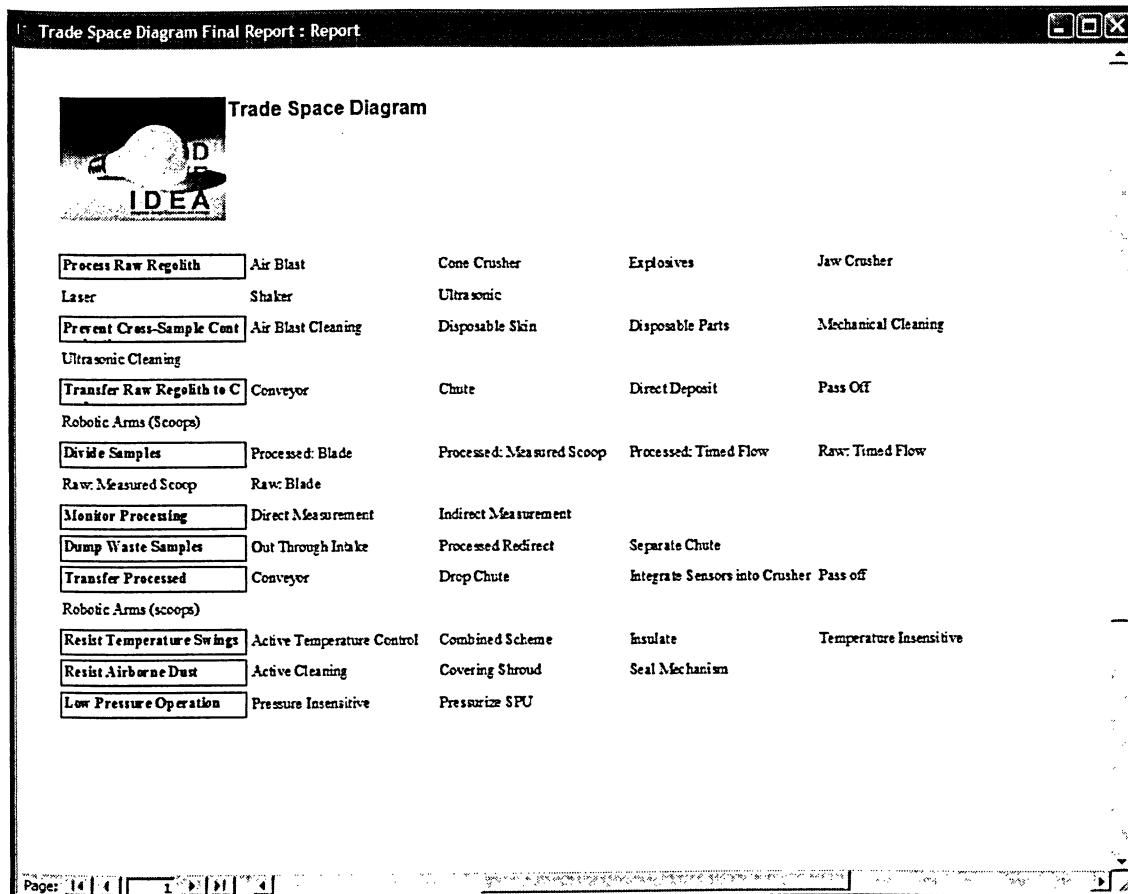 Trade Space Diagram Final Report : Report
Trade Space Diagram
IDEA
Process Raw Regolith Air Blast Cone Crusher Explosives Jaw Crusher
Laser Shaker Ultrasonic
Prevent Cross-Sample Cont Air Blast Cleaning Disposable Skin Disposable Parts Mechanical Cleaning
Ultrasonic Cleaning
Transfer Raw Regolith to C Conveyor Chute Direct Deposit Pass Off
Robotic Arms (Scoops)
Divide Samples Processed: Blade Processed: Measured Scoop Processed: Timed Flow Raw: Timed Flow
Raw: Measured Scoop Raw: Blade
Monitor Processing Direct Measurement Indirect Measurement
Dump Waste Samples Out Through Intake Processed Redirect Separate Chute
Transfer Processed Conveyor Drop Chute Integrate Sensors into Crusher Pass off
Robotic Arms (scoops)
Resist Temperature Swings Active Temperature Control Combined Scheme Insulate Temperature Insensitive
Resist Airborne Dust Active Cleaning Covering Shroud Seal Mechanism
Low Pressure Operation Pressure Insensitive Pressurize SPU
Page: 1